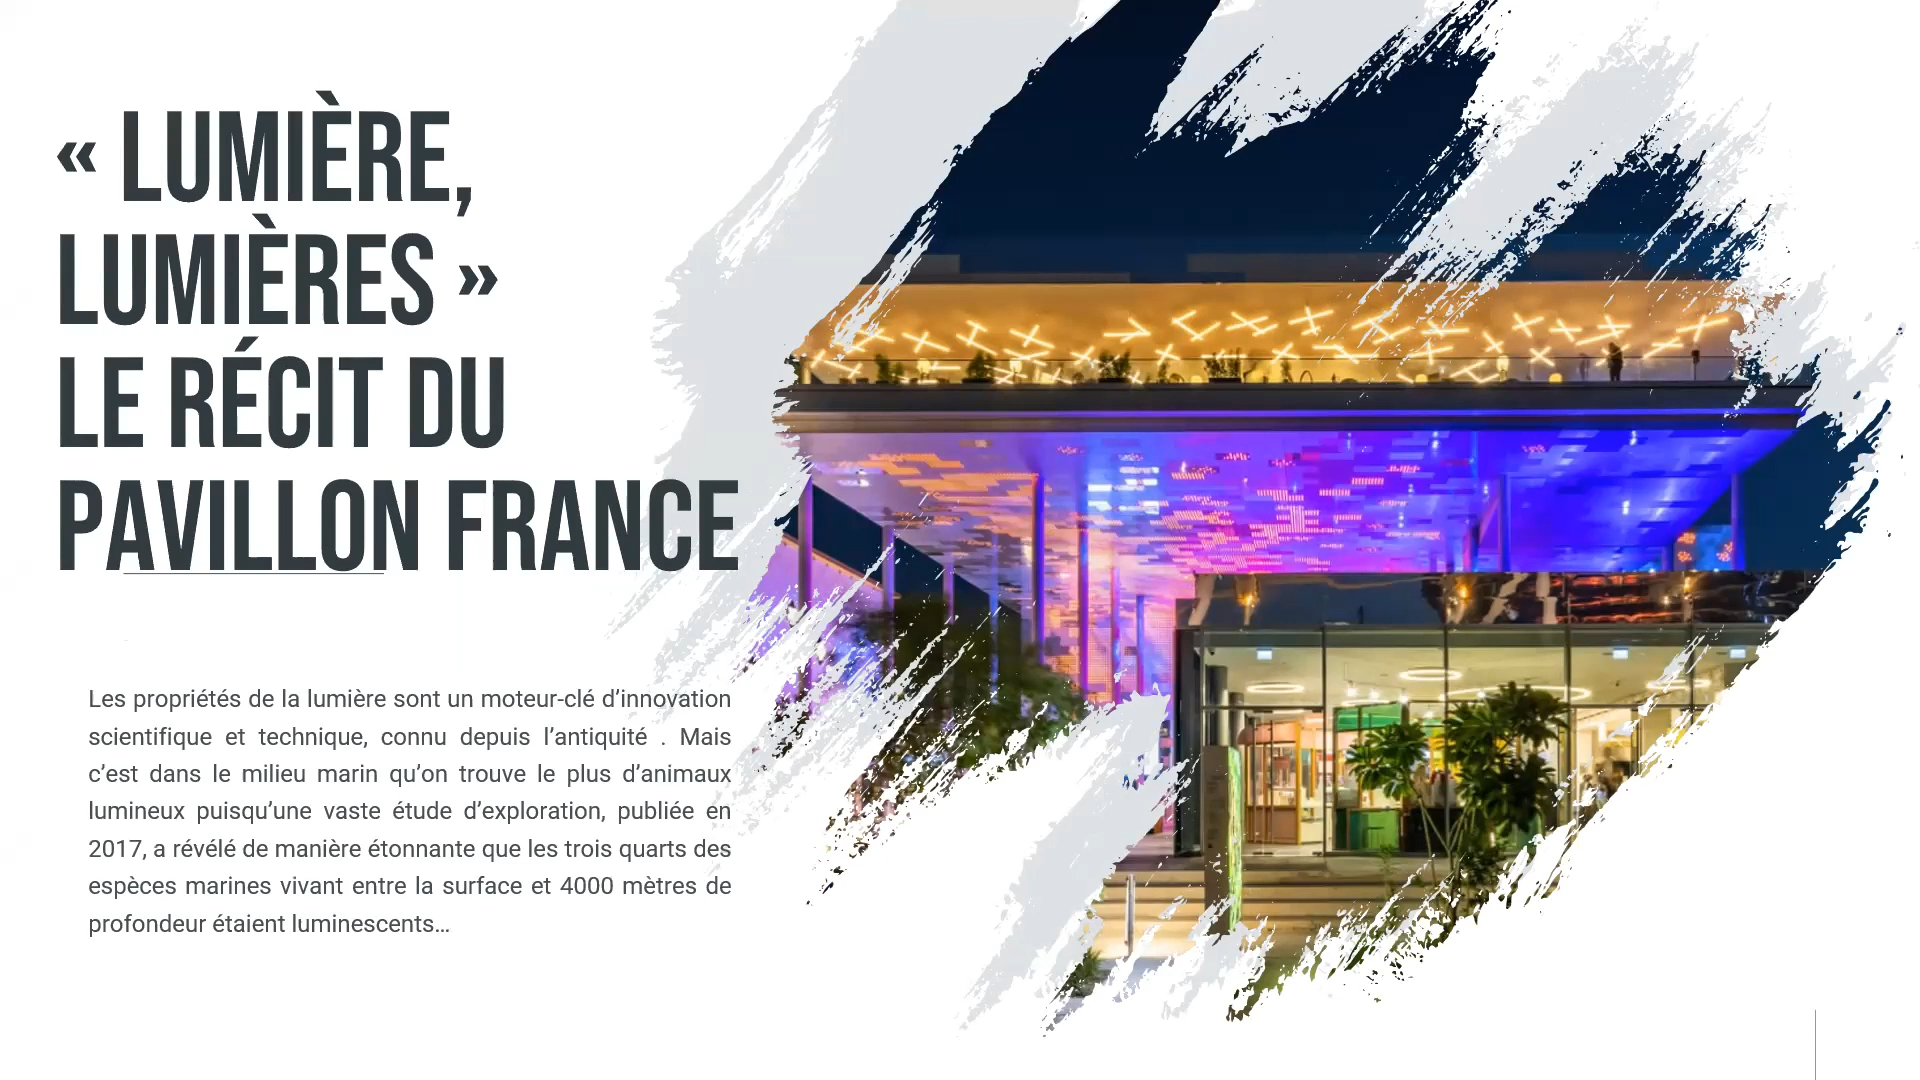 « LUMIÈRE,
LUMIÈRES »
LE RÉCIT DU
PAVILLON FRANCE
Les propriétés de la lumière sont un moteur-clé d’innovation
scientifique et technique, connu depuis l’antiquité . Mais
c’est dans le milieu marin qu’on trouve le plus d’animaux
lumineux puisqu’une vaste étude d’exploration, publiée en
2017, a révélé de manière étonnante que les trois quarts des
espèces marines vivant entre la surface et 4000 mètres de
profondeur étaient luminescents…